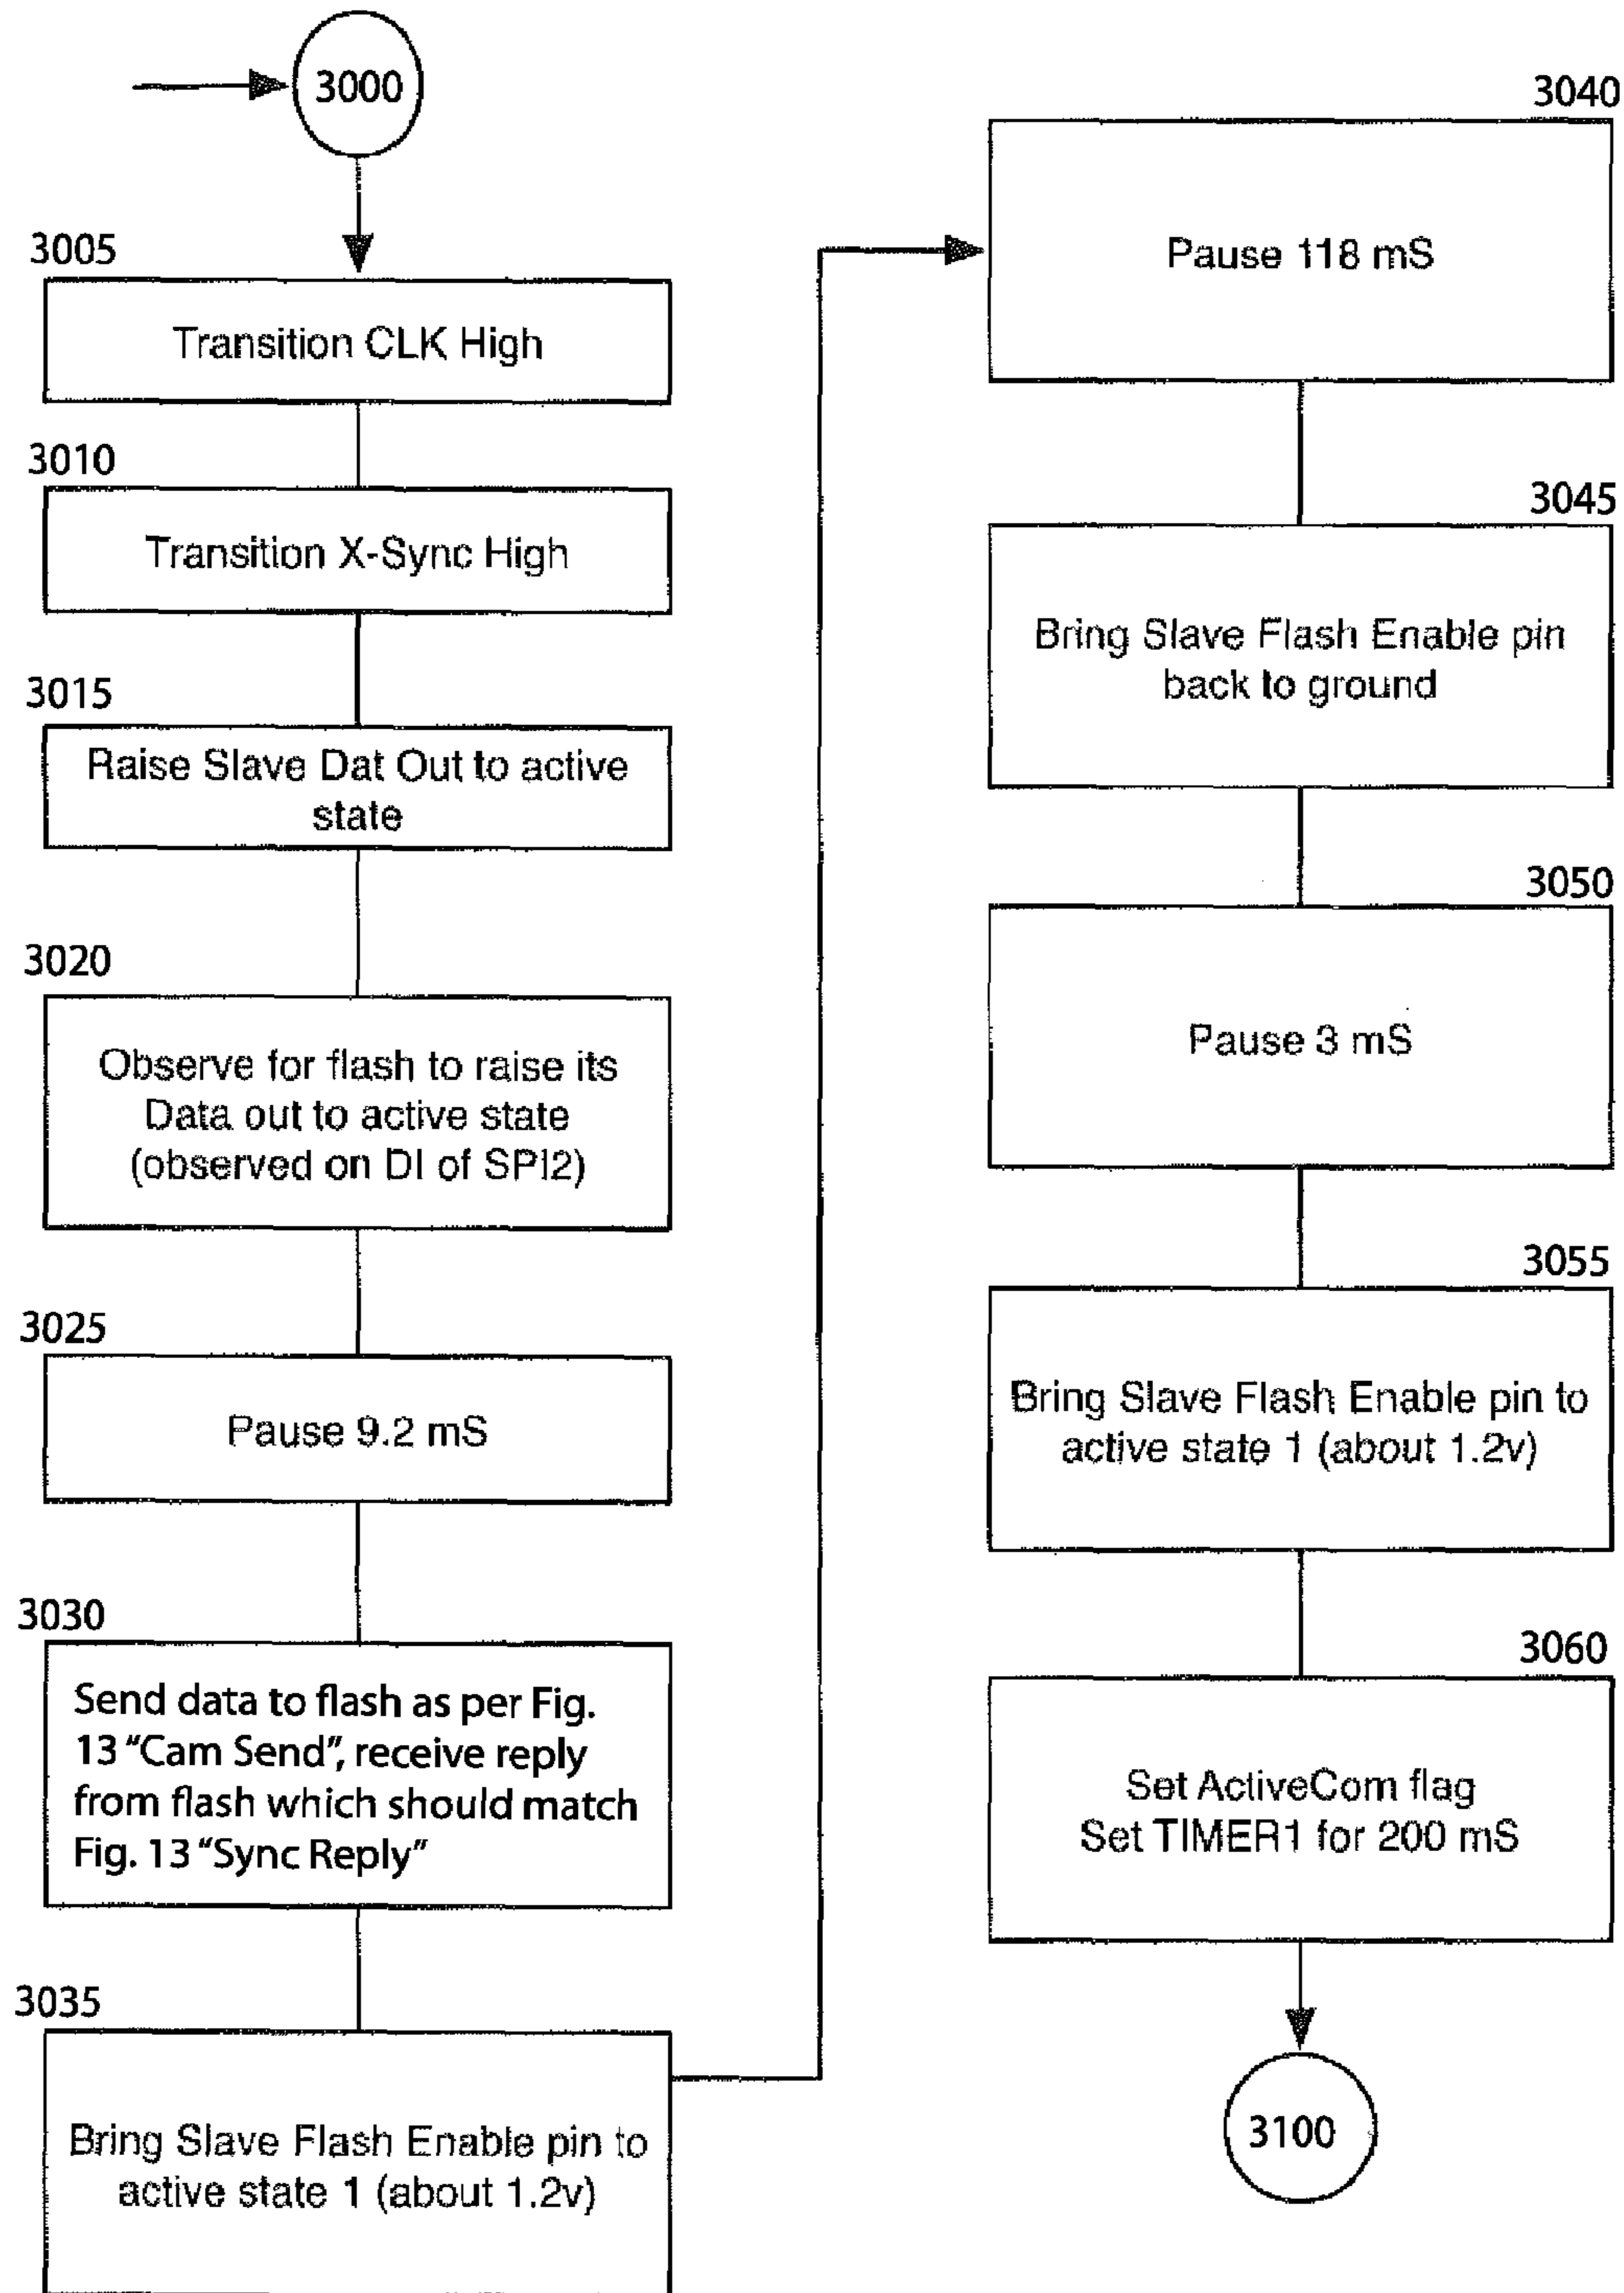 3000
3005
Transition CLK High
3010
Transition X-Sync High
3015
Raise Slave Dat Out to active
state
3020
Observe for flash to raise its
Data out to active state
(observed on DI of SPI2)
3025
Pause 9.2 mS
3030
Send data to flash as per Fig.
13 "Cam Send", receive reply
from flash which should match
Fig. 13 "Sync Reply"
3035
Bring Slave Flash Enable pin to
active state 1 (about 1.2v)
3040
Pause 118 mS
3045
Bring Slave Flash Enable pin
back to ground
3050
Pause 3 mS
3055
Bring Slave Flash Enable pin to
active state 1 (about 1.2v)
3060
Set ActiveCom flag
Set TIMER1 for 200 mS
3100